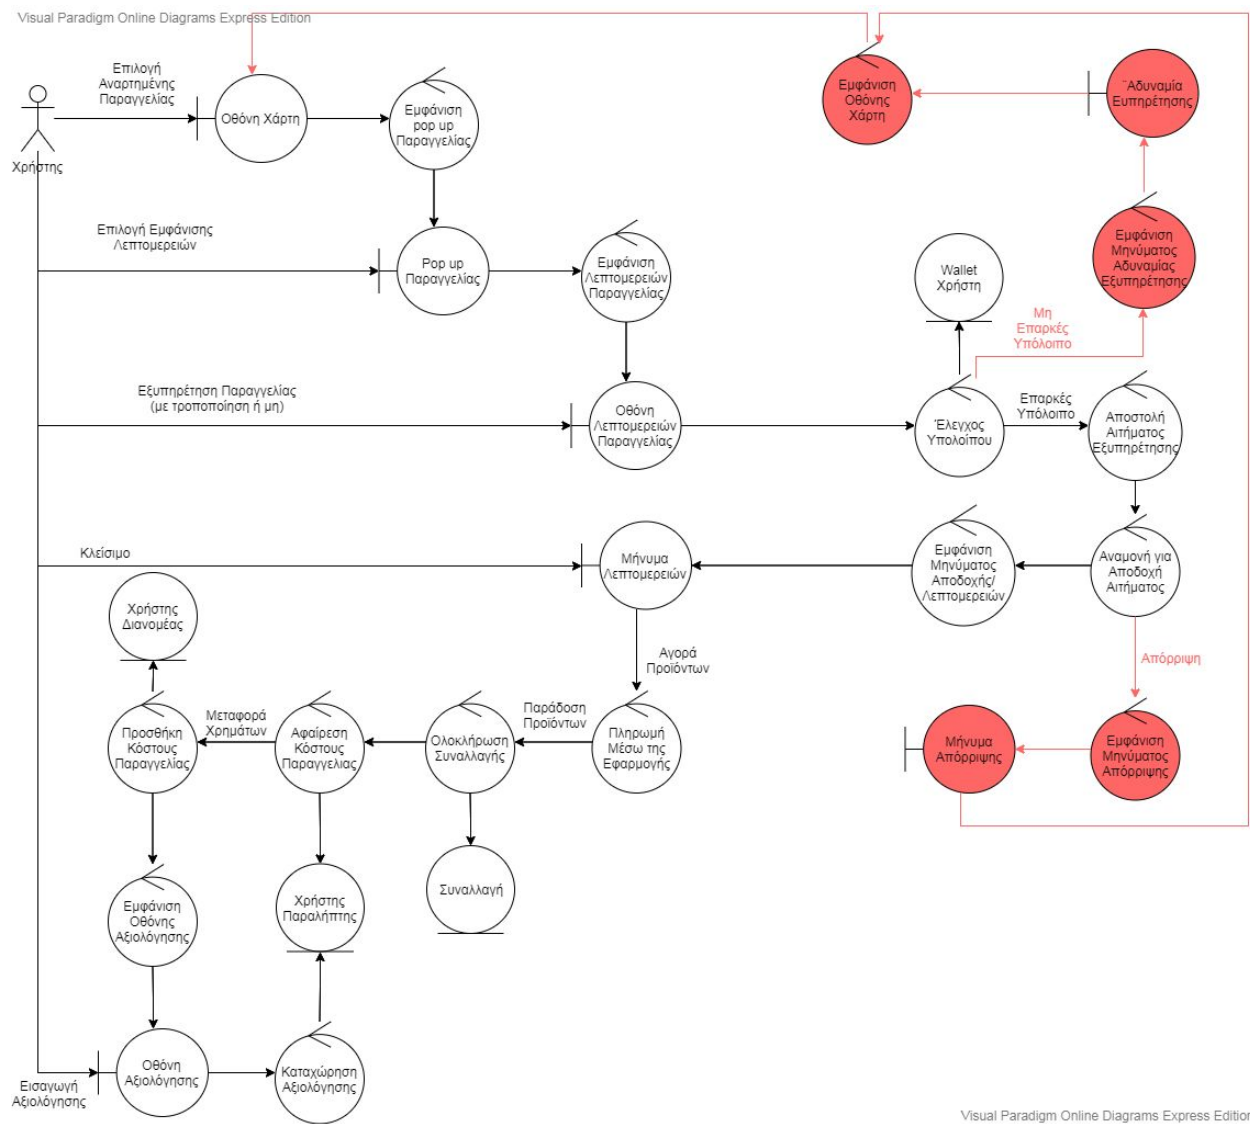 Visual Paradigm Online Diagrams Express Edition
Επιλογή
Αναρτημένης
Παραγγελίας
Χρήστης
Οθόνη Χάρτη
Εμφάνιση
pop up
Παραγγελίας
Εμφάνιση
Οθόνης
Χάρτη
¨Αδυναμία
Ευπηρέτησης
Επιλογή Εμφάνισης
Λεπτομερειών
Pop up
Παραγγελίας
Εμφάνιση
Λεπτομερειών
Παραγγελίας
Wallet
Χρήστη
Εμφάνιση
Μηνύματος
Αδυναμίας
Εξυπηρέτησης
Μη
Επαρκές
Υπόλοιπο
Εξυπηρέτηση Παραγγελίας
(με τροποποίηση ή μη)
Οθόνη
Λεπτομερειών
Παραγγελίας
Έλεγχος
Υπολοίπου
Επαρκές
Υπόλοιπο
Αποστολή
Αιτήματος
Εξυπηρέτησης
Κλείσιμο
Μήνυμα
Λεπτομερειών
Εμφάνιση
Μηνύματος
Αποδοχής/
Λεπτομερειών
Αναμονή για
Αποδοχή
Αιτήματος
Χρήστης
Διανομέας
Αγορά
Προϊόντων
Απόρριψη
Προσθήκη
Κόστους
Παραγγελίας
Μεταφορά
Χρημάτων
Αφαίρεση
Κόστους
Παραγγελιας
Ολοκλήρωση
Συναλλαγής
Παράδοση
Προϊόντων
Πληρωμή
Μέσω της
Εφαρμογής
Μήνυμα
Απόρριψης
Εμφάνιση
Μηνύματος
Απόρριψης
Εμφάνιση
Οθόνης
Αξιολόγησης
Χρήστης
Παραλήπτης
Συναλλαγή
Εισαγωγή
Αξιολόγησης
Οθόνη
Αξιολόγησης
Καταχώρηση
Αξιολόγησης
Visual Paradigm Online Diagrams Express Edition